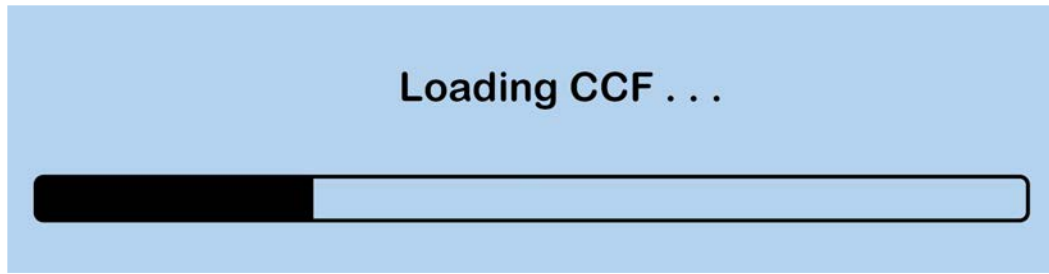 Loading CCF . . .